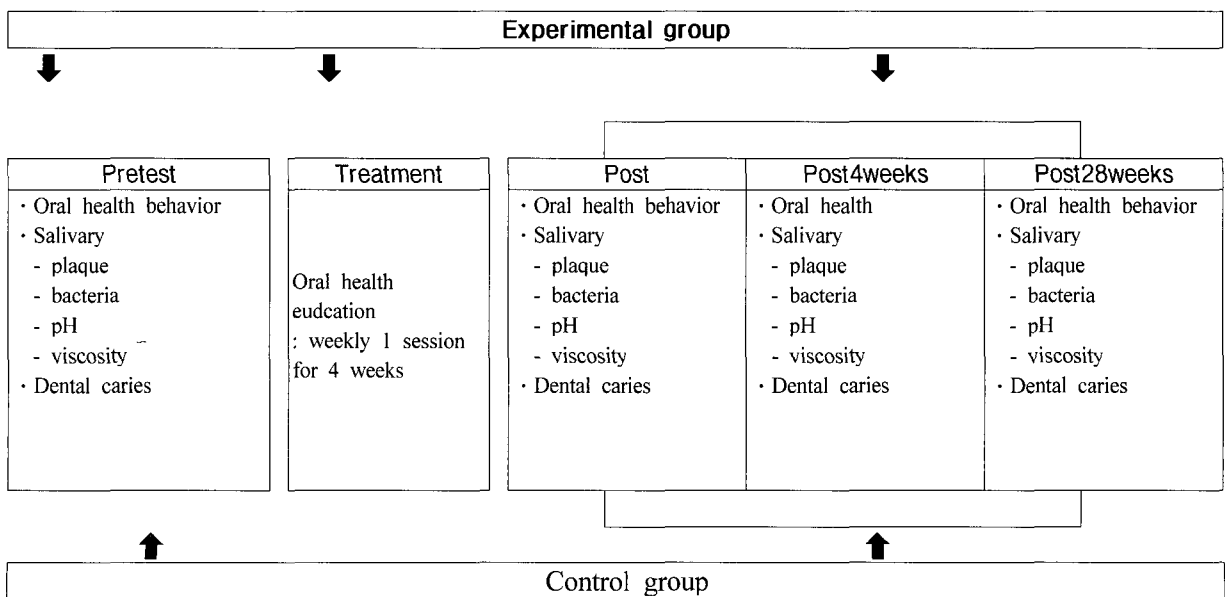 Experimental group
Pretest
· Oral health behavior
· Salivary
- plaque
- bacteria
- pH
- viscosity
· Dental caries
Treatment
Oral health
eudcation
: weekly 1 session
for 4 weeks
Post
· Oral health behavior
· Salivary
- plaque
- bacteria
- pH
- viscosity
· Dental caries
Post4weeks
· Oral health
· Salivary
- plaque
- bacteria
- pH
- viscosity
· Dental caries
Post28weeks
· Oral health behavior
· Salivary
- plaque
- bacteria
- pH
- viscosity
· Dental caries
Control group